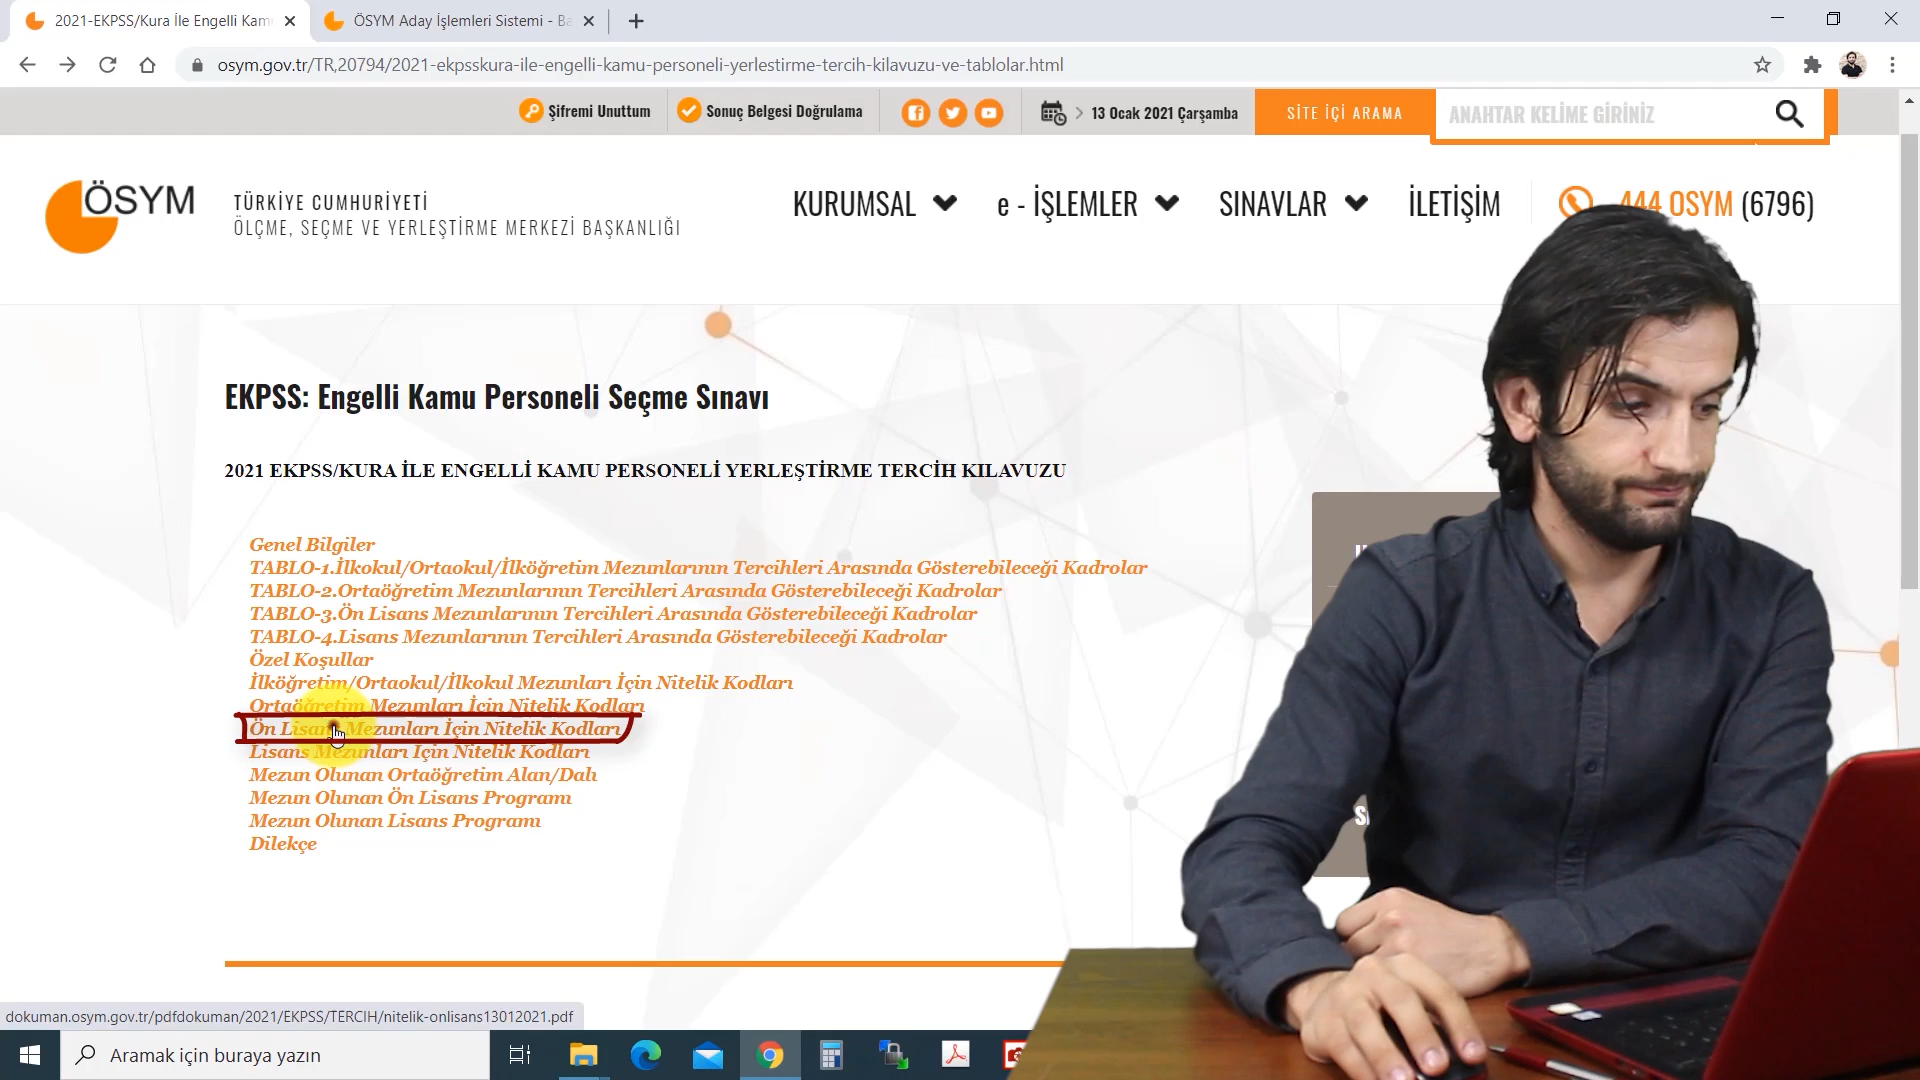 2021-EKPSS/Kura İle Engelli Kam
ÖSYM Aday İşlemleri Sistemi - Ba
osym.gov.tr/TR,20794/2021-ekpsskura-ile-engelli-kamu-personeli-yerlestirme-tercih-kilavuzu-ve-tablolar.html
Şifremi Unuttum
Sonuç Belgesi Doğrulama
13 Ocak 2021 Çarşamba
SİTE İÇİ ARAMA
ANAHTAR KELİME GİRİNİZ
ÖSYM
TÜRKİYE CUMHURİYETİ
ÖLÇME, SEÇME VE YERLEŞTİRME MERKEZİ BAŞKANLIĞI
KURUMSAL
e - İŞLEMLER
SINAVLAR
İLETİŞİM
444 OSYM (6796)
EKPSS: Engelli Kamu Personeli Seçme Sınavı
2021 EKPSS/KURA İLE ENGELLİ KAMU PERSONELİ YERLEŞTİRME TERCİH KILAVUZU
Genel Bilgiler
TABLO-1.İlkokul/Ortaokul/İlköğretim Mezunlarının Tercihleri Arasında Gösterebileceği Kadrolar
TABLO-2.Ortaöğretim Mezunlarının Tercihleri Arasında Gösterebileceği Kadrolar
TABLO-3.Ön Lisans Mezunlarının Tercihleri Arasında Gösterebileceği Kadrolar
TABLO-4.Lisans Mezunlarının Tercihleri Arasında Gösterebileceği Kadrolar
Özel Koşullar
İlköğretim/Ortaokul/İlkokul Mezunları İçin Nitelik Kodları
Ortaöğretim Mezunları İçin Nitelik Kodları
Ön Lisans Mezunları İçin Nitelik Kodları
Lisans Mezunları İçin Nitelik Kodları
Mezun Olunan Ortaöğretim Alan/Dalı
Mezun Olunan Ön Lisans Programı
Mezun Olunan Lisans Programı
Dilekçe
dokuman.osym.gov.tr/pdfdokuman/2021/EKPSS/TERCIH/nitelik-onlisans13012021.pdf
Aramak için buraya yazın